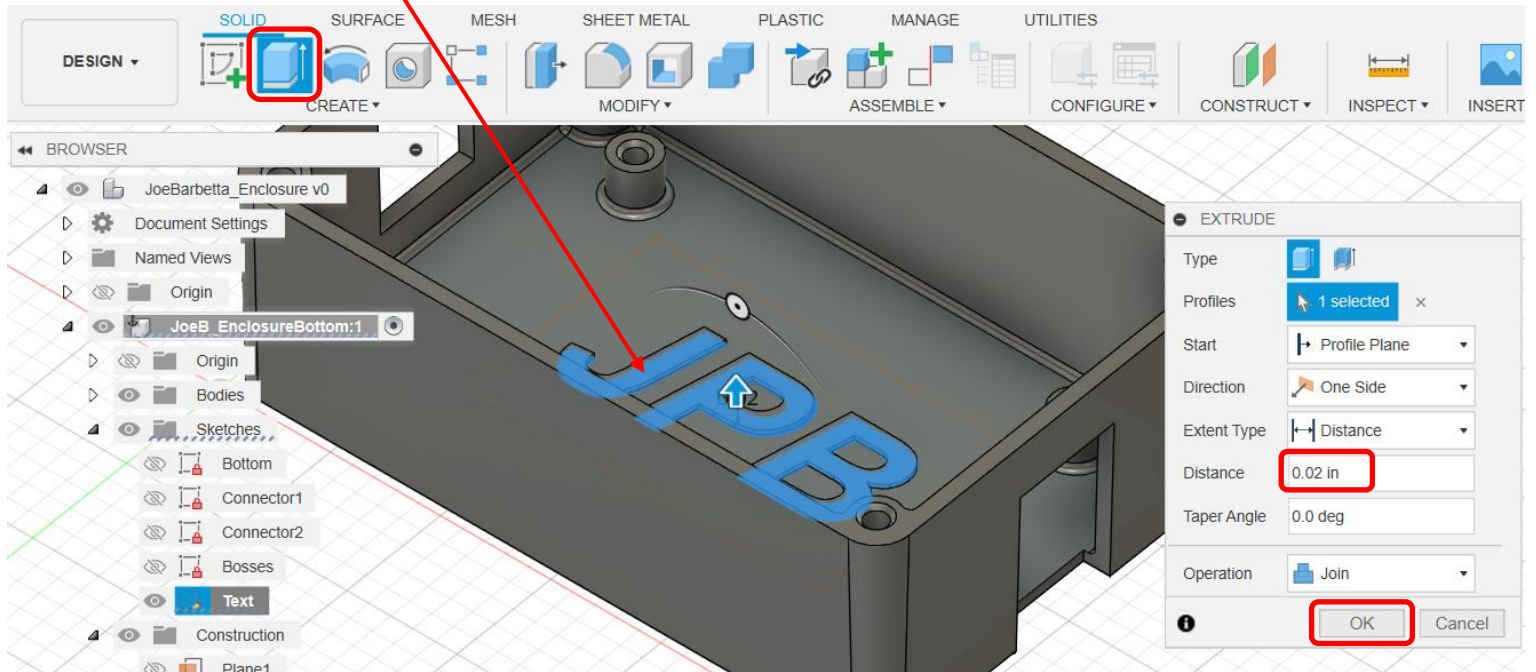 SOLID SURFACE MESH SHEET METAL PLASTIC MANAGE UTILITIES
DESIGN
CREATE MODIFY ASSEMBLE CONFIGURE CONSTRUCT INSPECT INSERT
BROWSER
JoeBarbetta_Enclosure v0
Document Settings
Named Views
Origin
JoeB_EnclosureBottom:1
Origin
Bodies
Sketches
Bottom
Connector1
Connector2
Bosses
Text
Construction
Plane1
JPB
EXTRUDE
Type
Profiles 1 selected
Start Profile Plane
Direction One Side
Extent Type Distance
Distance 0.02 in
Taper Angle 0.0 deg
Operation Join
OK Cancel